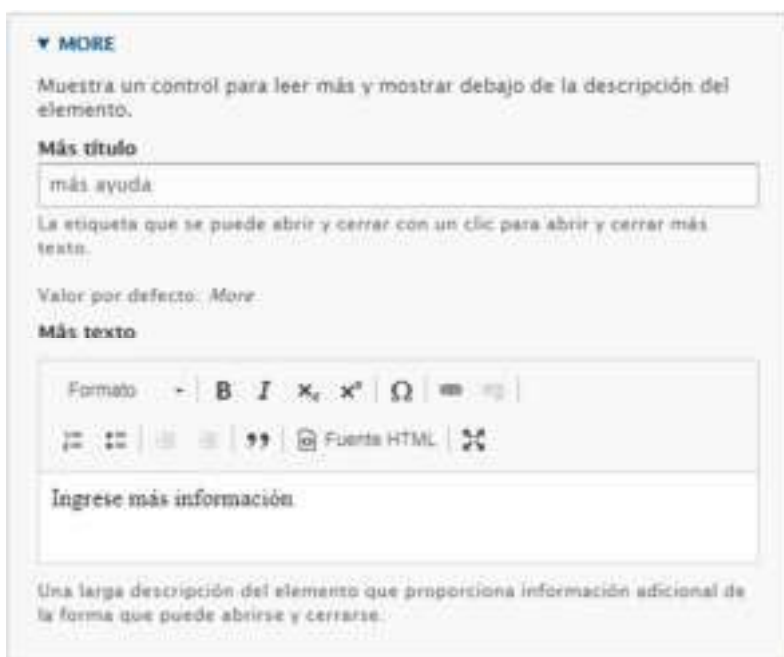 ▼ MORE
Muestra un control para leer más y mostrar debajo de la descripción del
elemento.
Más título
más ayuda
La etiqueta que se puede abrir y cerrar con un clic para abrir y cerrar más
texto.
Valor por defecto: More
Más texto
Formato B I x₂ xª Ω
Fuente HTML
Ingrese más información
Una larga descripción del elemento que proporciona información adicional de
la forma que puede abrirse y cerrarse.